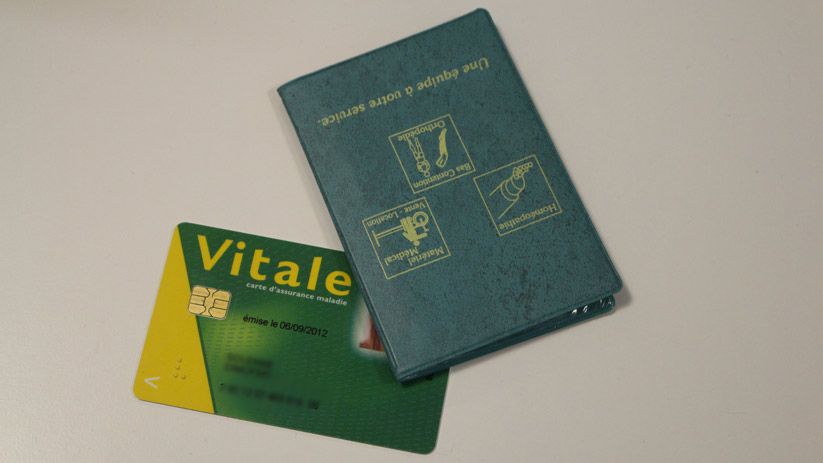 Vitale
carte d'assurance maladie
émise le 06/09/2012
Une équipe à votre service.
Orthopédie
Bas Contention
Homéopathie
Vente - Location
Matériel
Médical